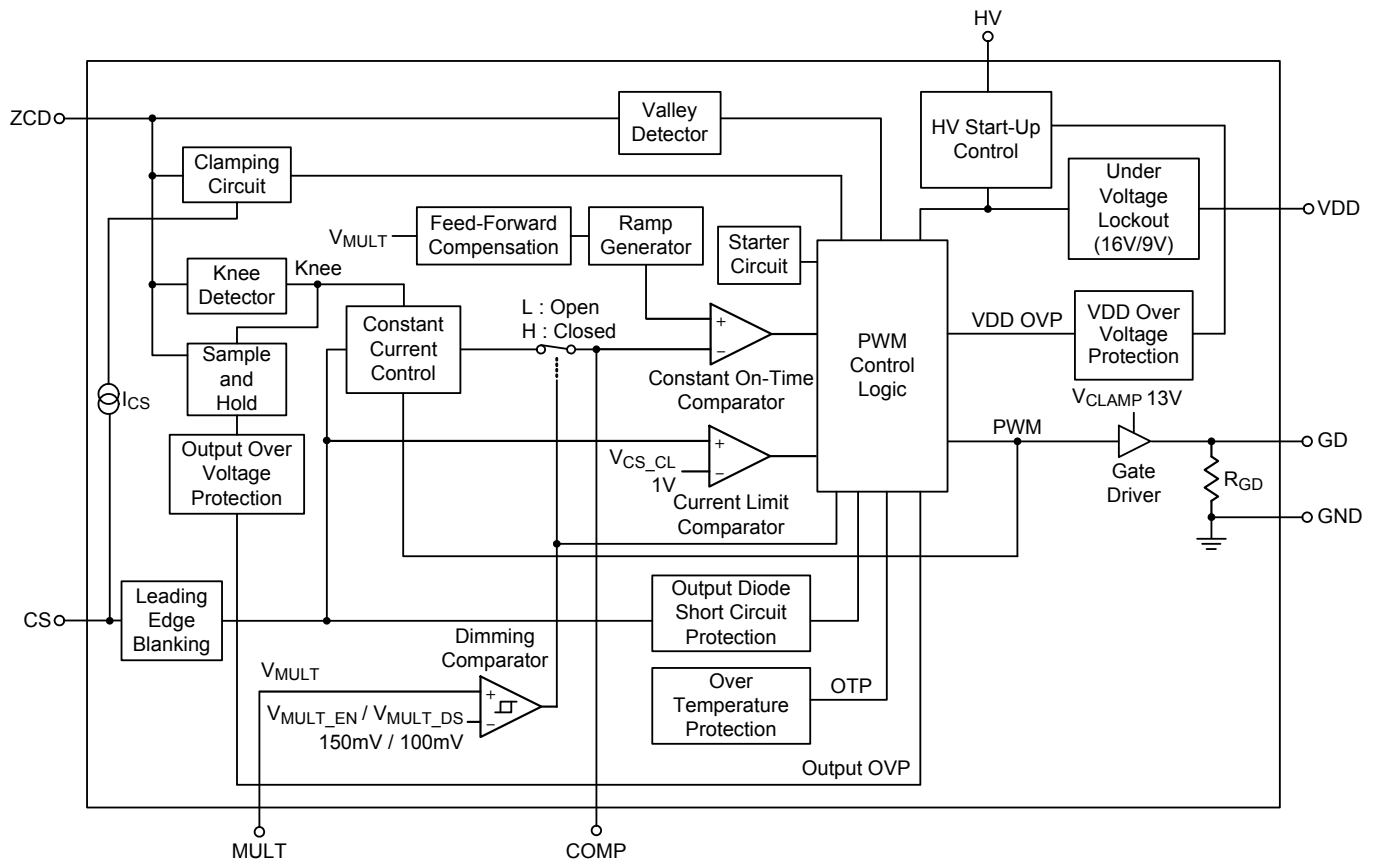 HV
ZCD
Valley
Detector
HV Start-Up
Control
Clamping
Circuit
Under
Voltage
Lockout
(16V/9V)
VDD
VMULT
Feed-Forward
Compensation
Ramp
Generator
Starter
Circuit
Knee
Detector
Knee
L : Open
H : Closed
Constant
Current
Control
+
−
Constant On-Time
Comparator
PWM
Control
Logic
VDD OVP
VDD Over
Voltage
Protection
Sample
and
Hold
ICS
VCLAMP 13V
Output Over
Voltage
Protection
VCS_CL
1V
+
−
Current Limit
Comparator
PWM
Gate
Driver
GD
RGD
GND
CS
Leading
Edge
Blanking
Output Diode
Short Circuit
Protection
Dimming
Comparator
VMULT
VMULT_EN / VMULT_DS
150mV / 100mV
+
−
Over
Temperature
Protection
OTP
Output OVP
MULT
COMP